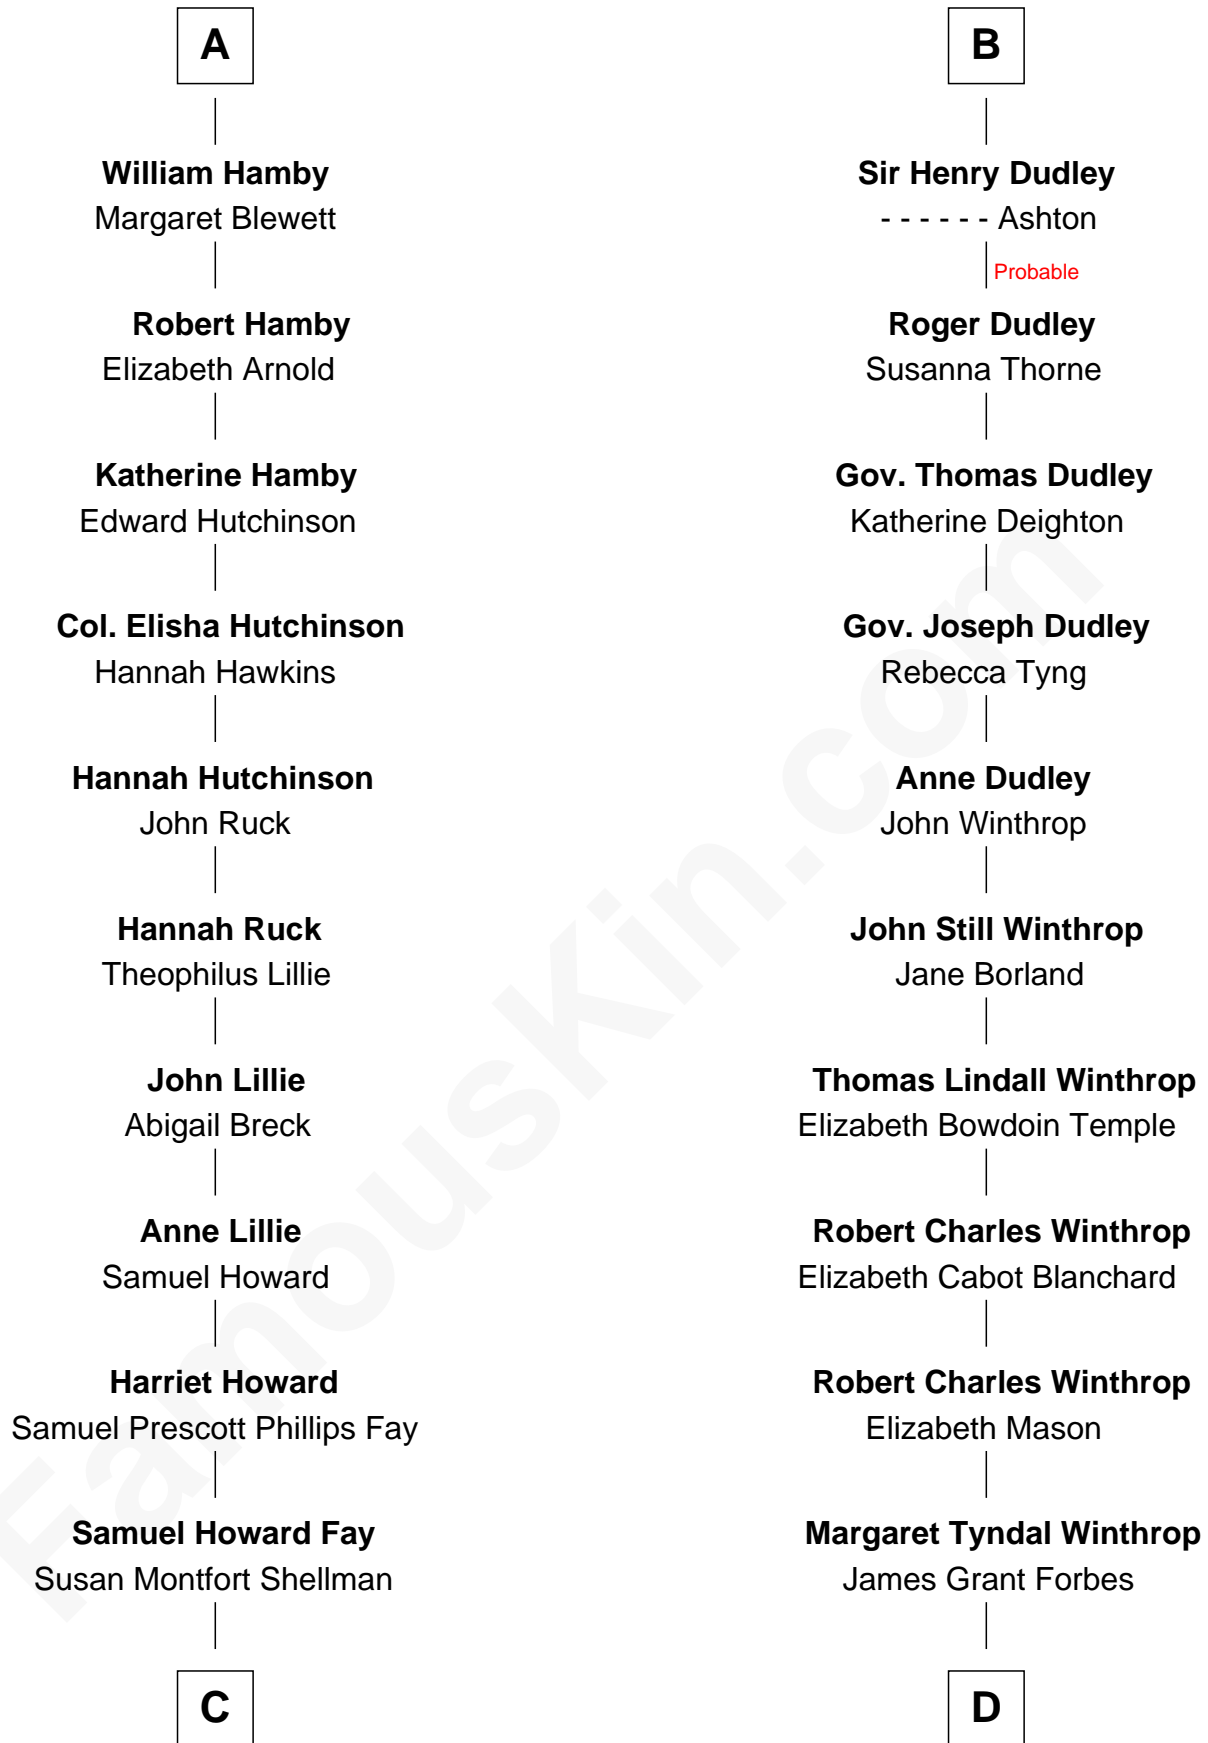 A
William Hamby
Margaret Blewett
Robert Hamby
Elizabeth Arnold
Katherine Hamby
Edward Hutchinson
Col. Elisha Hutchinson
Hannah Hawkins
Hannah Hutchinson
John Ruck
Hannah Ruck
Theophilus Lillie
John Lillie
Abigail Breck
Anne Lillie
Samuel Howard
Harriet Howard
Samuel Prescott Phillips Fay
Samuel Howard Fay
Susan Montfort Shellman
C
B
Sir Henry Dudley
- - - - - - Ashton
Probable
Roger Dudley
Susanna Thorne
Gov. Thomas Dudley
Katherine Deighton
Gov. Joseph Dudley
Rebecca Tyng
Anne Dudley
John Winthrop
John Still Winthrop
Jane Borland
Thomas Lindall Winthrop
Elizabeth Bowdoin Temple
Robert Charles Winthrop
Elizabeth Cabot Blanchard
Robert Charles Winthrop
Elizabeth Mason
Margaret Tyndal Winthrop
James Grant Forbes
D
FamousKin.com